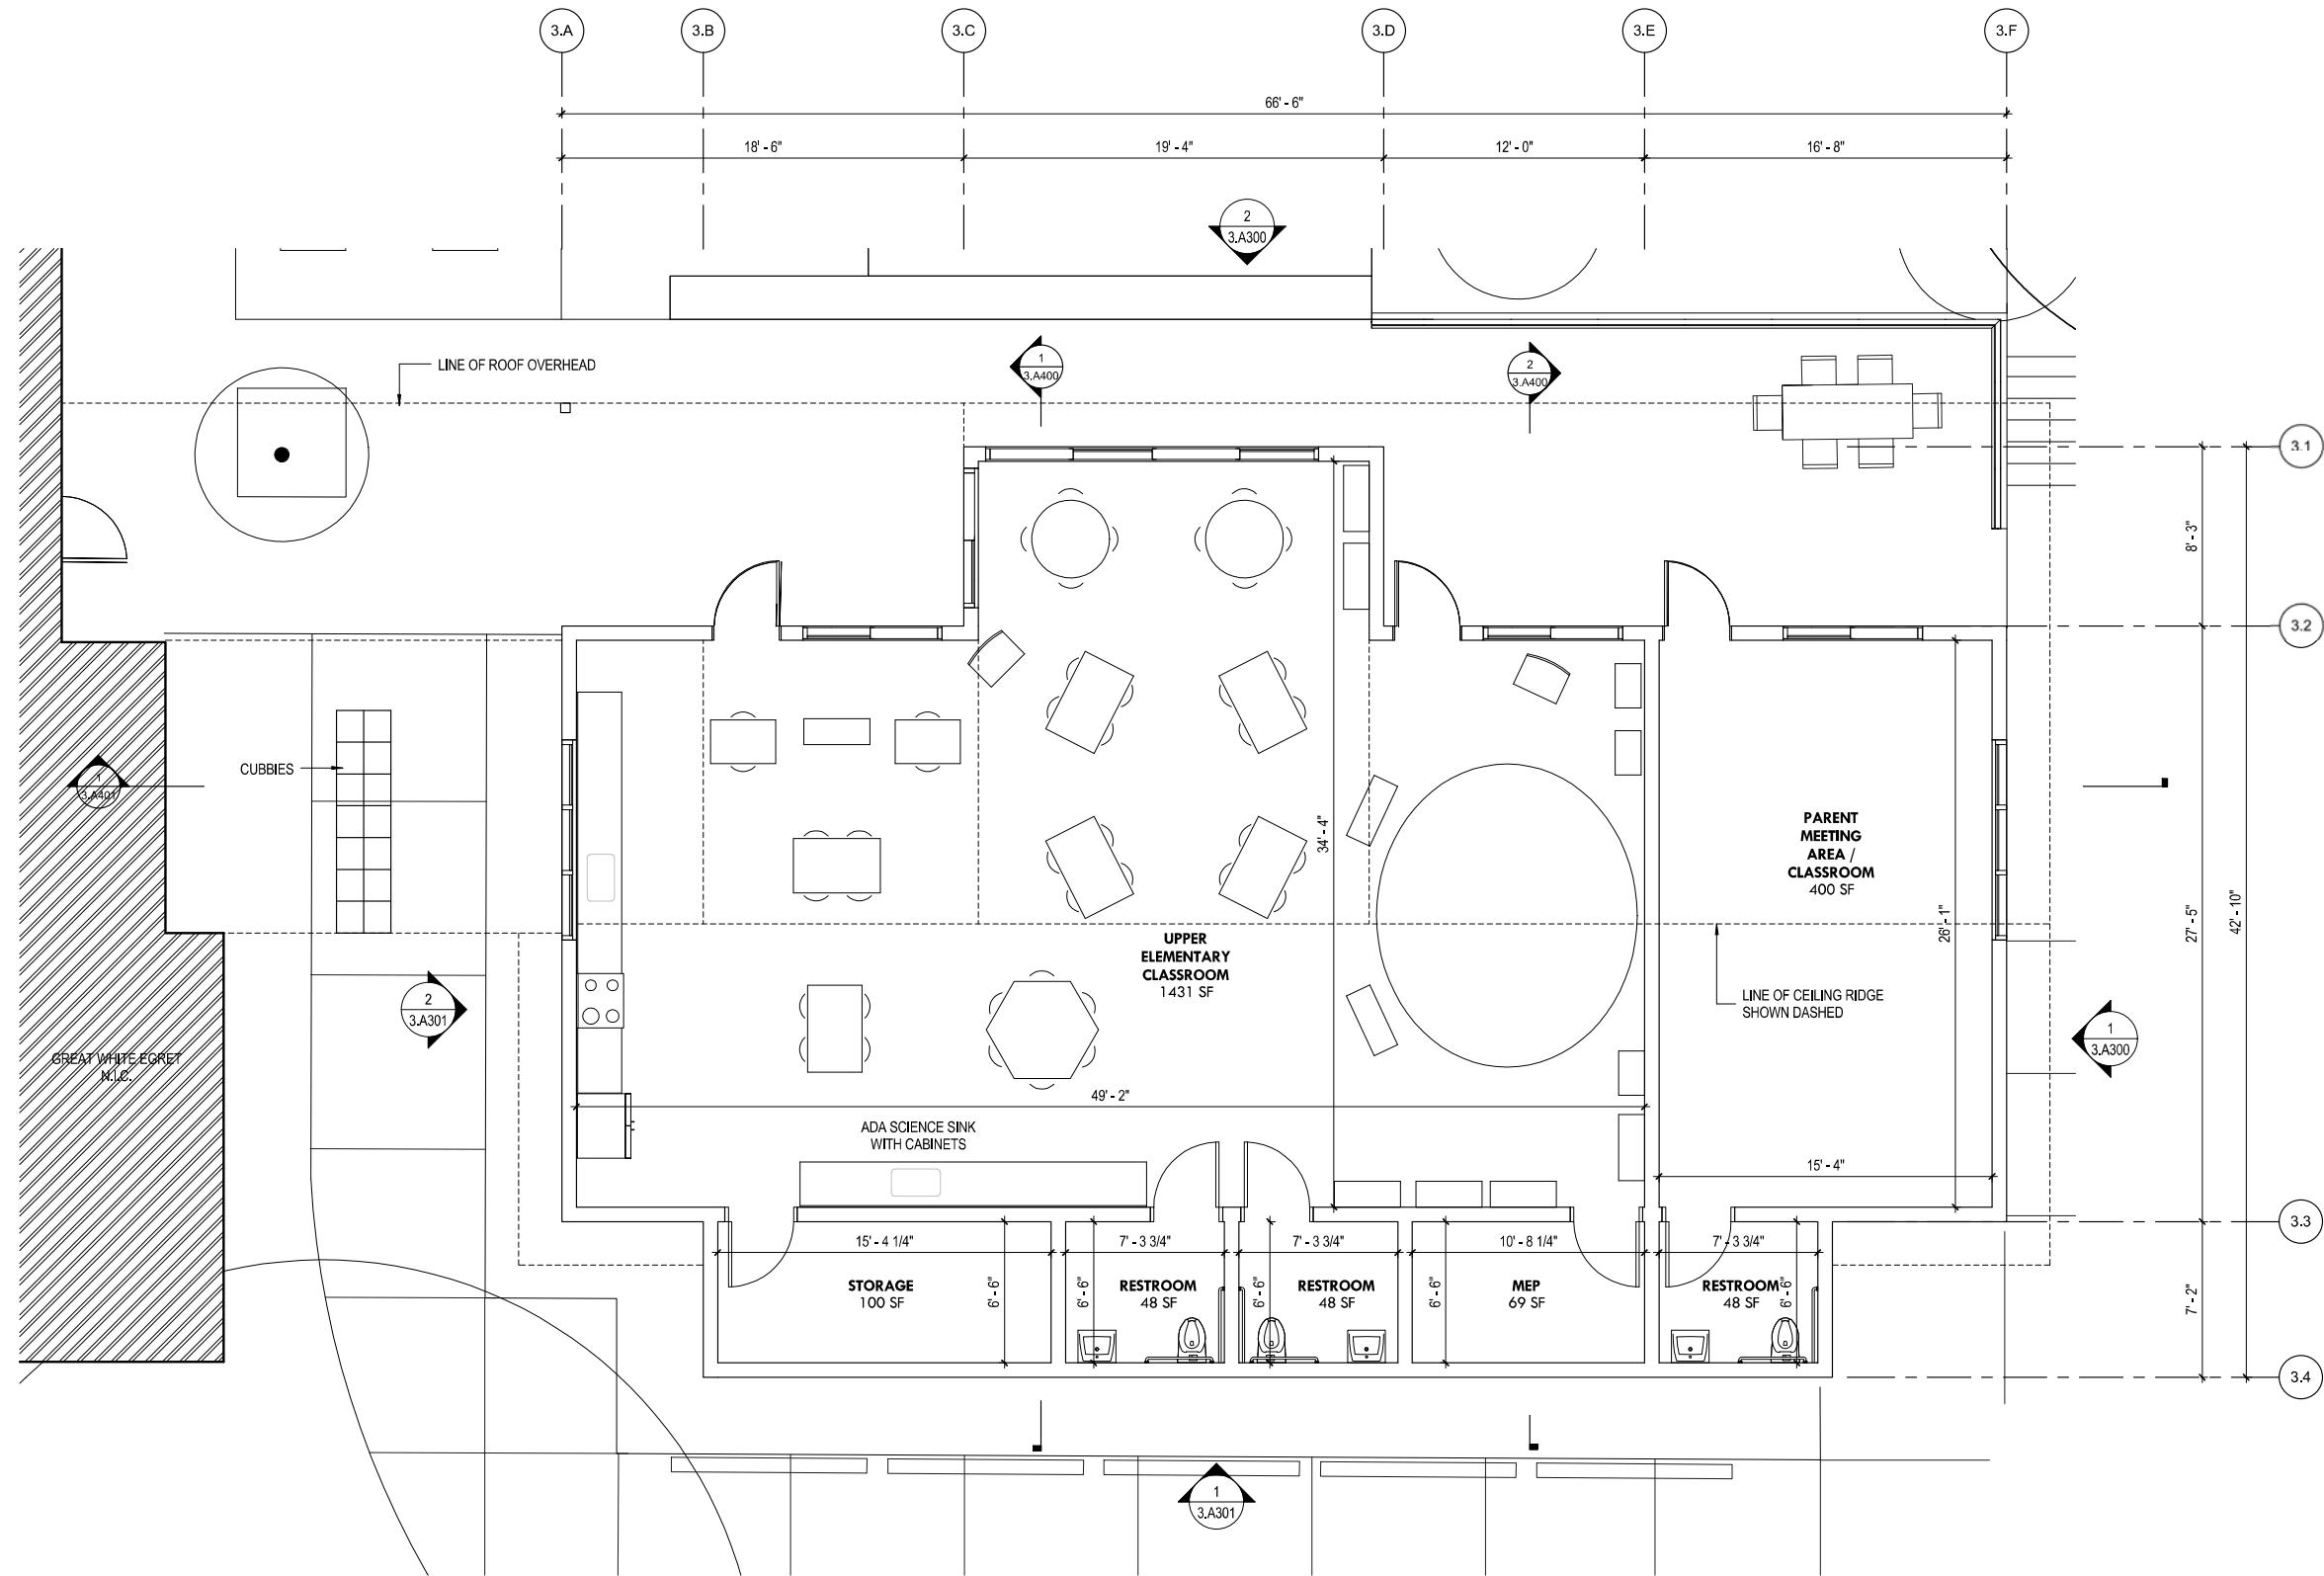 3.A
3.B
3.C
3.D
3.E
3.F
66' - 6"
18' - 6"
19' - 4"
12' - 0"
16' - 8"
2
3.A300
LINE OF ROOF OVERHEAD
1
3.A400
2
3.A400
3.1
8' - 3"
3.2
CUBBIES
1
3.A401
34' - 4"
PARENT
MEETING
AREA /
CLASSROOM
400 SF
26' - 1"
27' - 5"
42' - 10"
UPPER
ELEMENTARY
CLASSROOM
1431 SF
LINE OF CEILING RIDGE
SHOWN DASHED
2
3.A301
1
3.A300
GREAT WHITE EGRET
N.I.C.
49' - 2"
ADA SCIENCE SINK
WITH CABINETS
15' - 4"
3.3
15' - 4 1/4"
7' - 3 3/4"
7' - 3 3/4"
10' - 8 1/4"
7' - 3 3/4"
STORAGE
100 SF
6' - 6"
6' - 6"
RESTROOM
48 SF
6' - 6"
RESTROOM
48 SF
6' - 6"
MEP
69 SF
RESTROOM
48 SF
6' - 6"
7' - 2"
3.4
1
3.A301